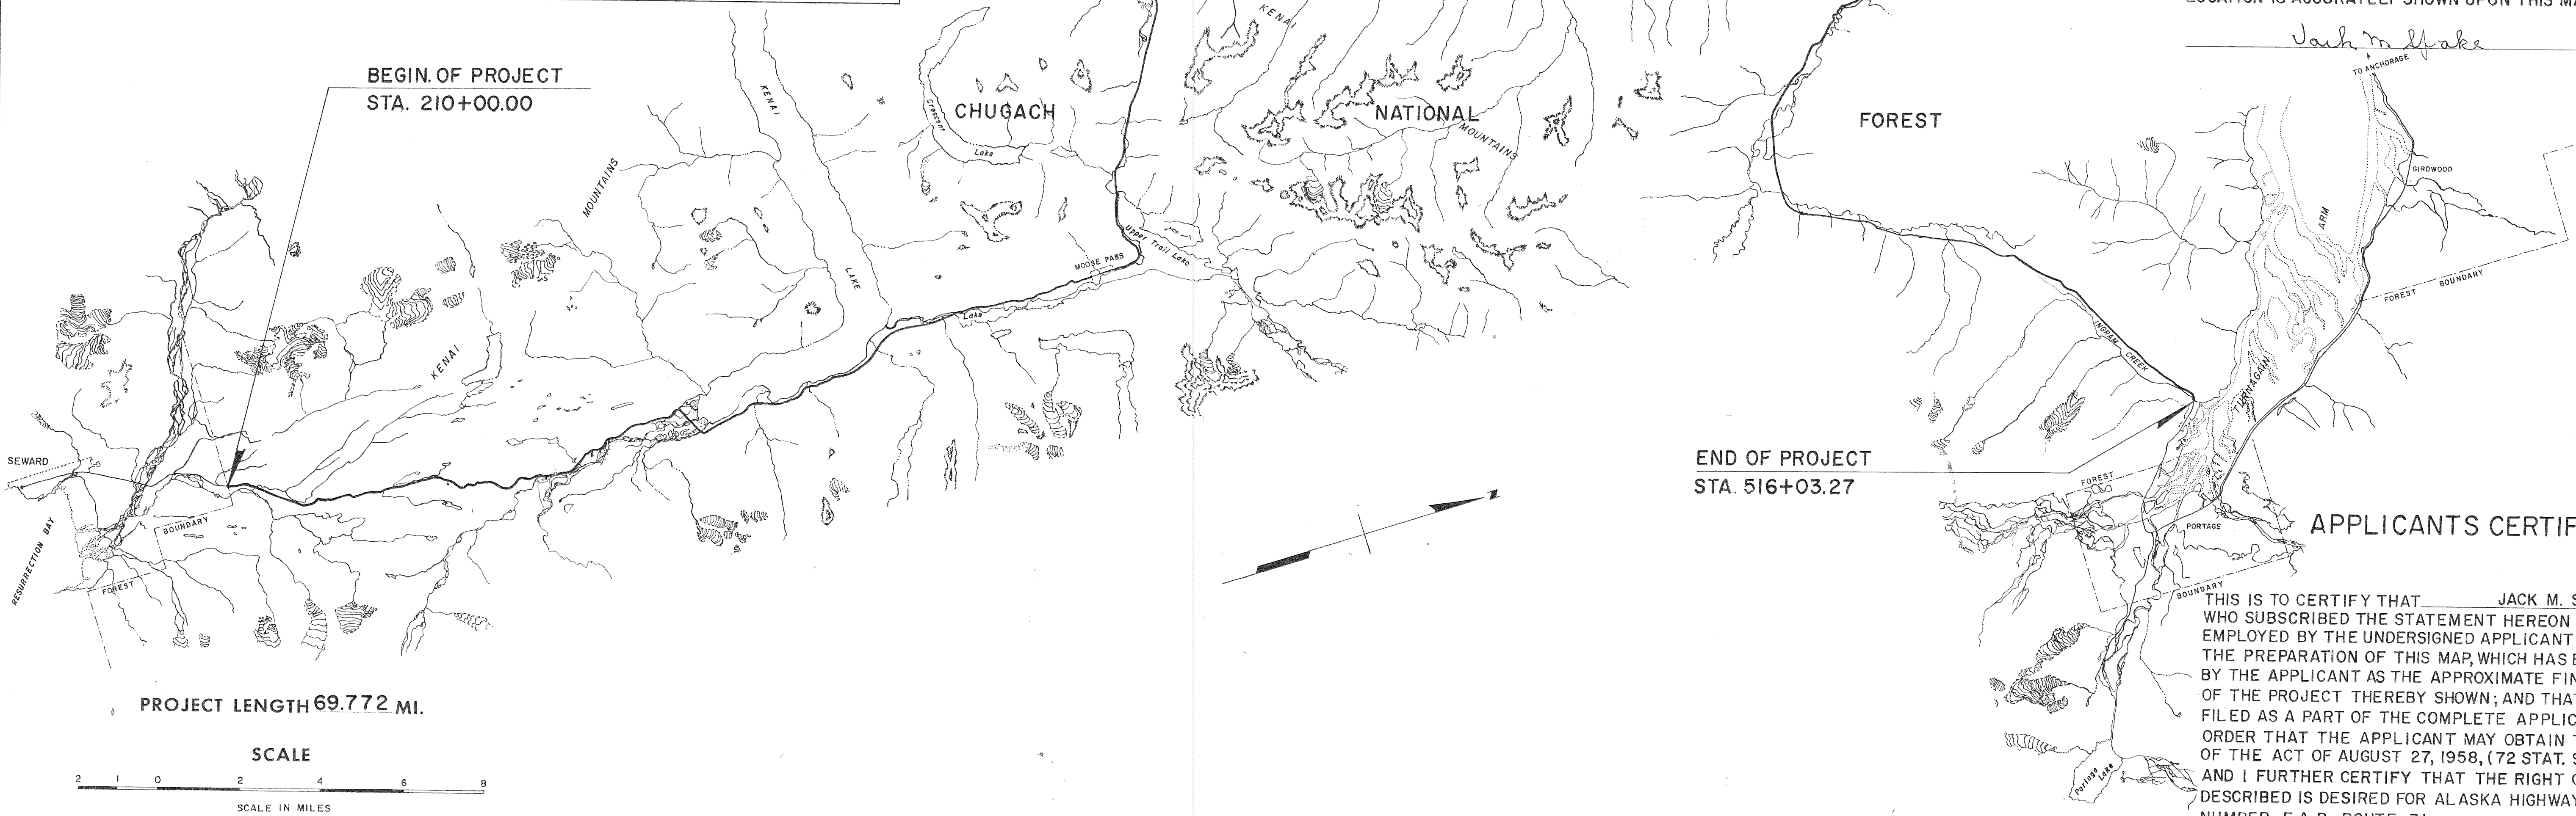 LOCATION IS ACCURATELY SHOWN UPON THIS
TO ANCHORAGE
BEGIN. OF PROJECT
STA. 210+00.00
KENAI
KENAI
Crescent
Lake
CHUGACH
NATIONAL
MOUNTAINS
FOREST
GIRDWOOD
MOUNTAINS
ARM
Upper Trail Lake
MOOSE PASS
LAKE
Lake
FOREST BOUNDARY
INGRAM CREEK
KENAI
TURNAGAIN
SEWARD
END OF PROJECT
STA. 516+03.27
FOREST
PORTAGE
BOUNDARY
RESURRECTION BAY
FOREST
BOUNDARY
APPLICANTS CERTIF
THIS IS TO CERTIFY THAT JACK M. S
WHO SUBSCRIBED THE STATEMENT HEREON
EMPLOYED BY THE UNDERSIGNED APPLICANT
THE PREPARATION OF THIS MAP, WHICH HAS
BY THE APPLICANT AS THE APPROXIMATE FIN
OF THE PROJECT THEREBY SHOWN; AND THAT
FILED AS A PART OF THE COMPLETE APPLIC
ORDER THAT THE APPLICANT MAY OBTAIN
OF THE ACT OF AUGUST 27, 1958, (72 STAT.
AND I FURTHER CERTIFY THAT THE RIGHT
DESCRIBED IS DESIRED FOR ALASKA HIGHWAY
Portage Lake
PROJECT LENGTH 69.772 MI.
SCALE
2 1 0 2 4 6 8
SCALE IN MILES